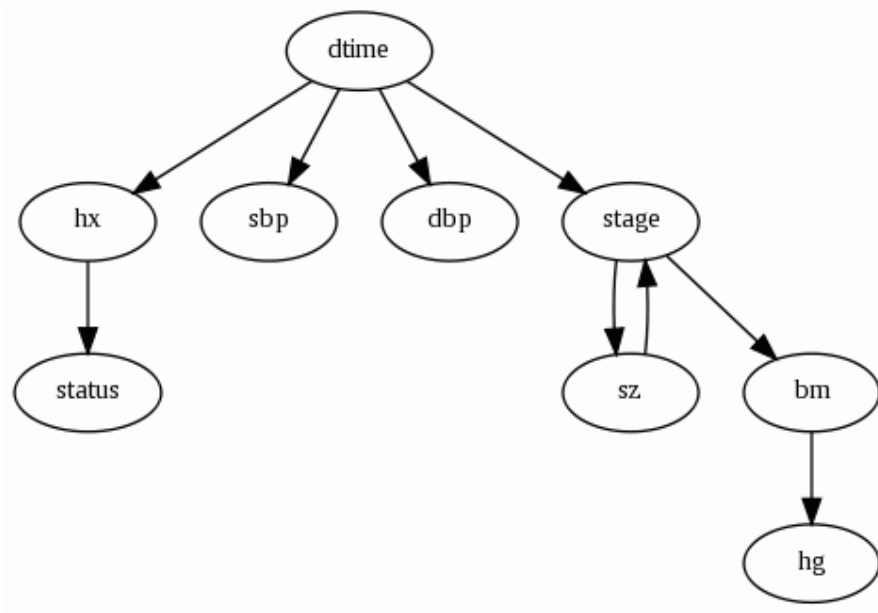 dtime
hx
sbp
dbp
stage
status
sz
bm
hg